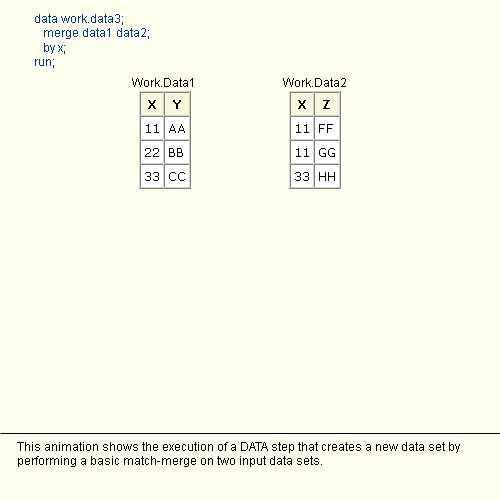 data work.data3;
merge data1 data2;
by x;
run;
Work.Data1 Work.Data2
X Y X Z
11 AA 11 FF
22 BB 11 GG
33 CC 33 HH
This animation shows the execution of a DATA step that creates a new data set by
performing a basic match-merge on two input data sets.